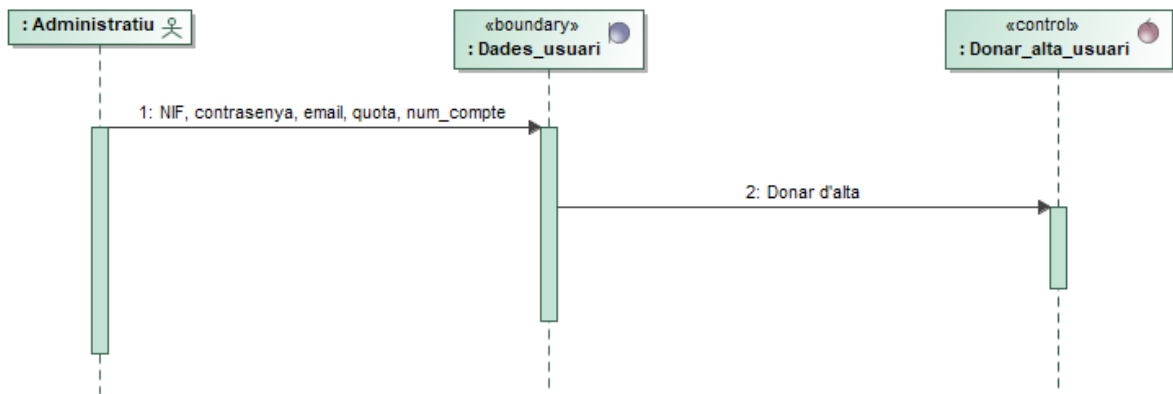 : Administratiu
«boundary»
: Dades_usuari
«control»
: Donar_alta_usuari
1: NIF, contrasenya, email, quota, num_compte
2: Donar d'alta